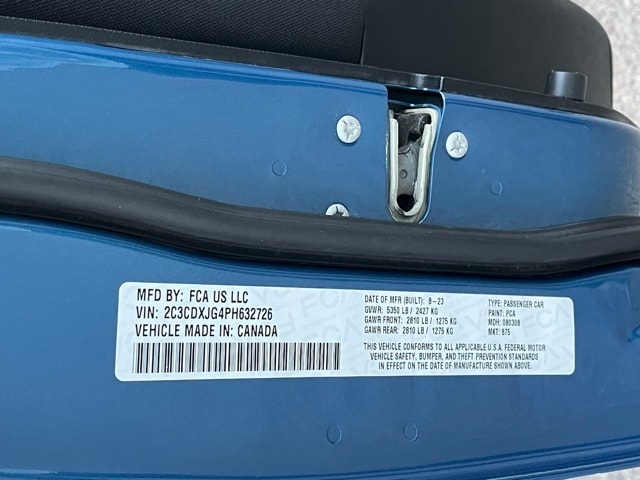 MFD BY: FCA US LLC
VIN: 2C3CDXJG4PH632726
VEHICLE MADE IN: CANADA
DATE OF MFR (BUILT): 8-23
GVWR: 5350 LB / 2427 KG
GAWR FRONT: 2810 LB / 1275 KG
GAWR REAR: 2810 LB / 1275 KG
TYPE: PASSENGER CAR
PAINT: PCA
MDH: 080308
MKT: 875
THIS VEHICLE CONFORMS TO ALL APPLICABLE U.S.A. FEDERAL MOTOR
VEHICLE SAFETY, BUMPER, AND THEFT PREVENTION STANDARDS
IN EFFECT ON THE DATE OF MANUFACTURE SHOWN ABOVE.